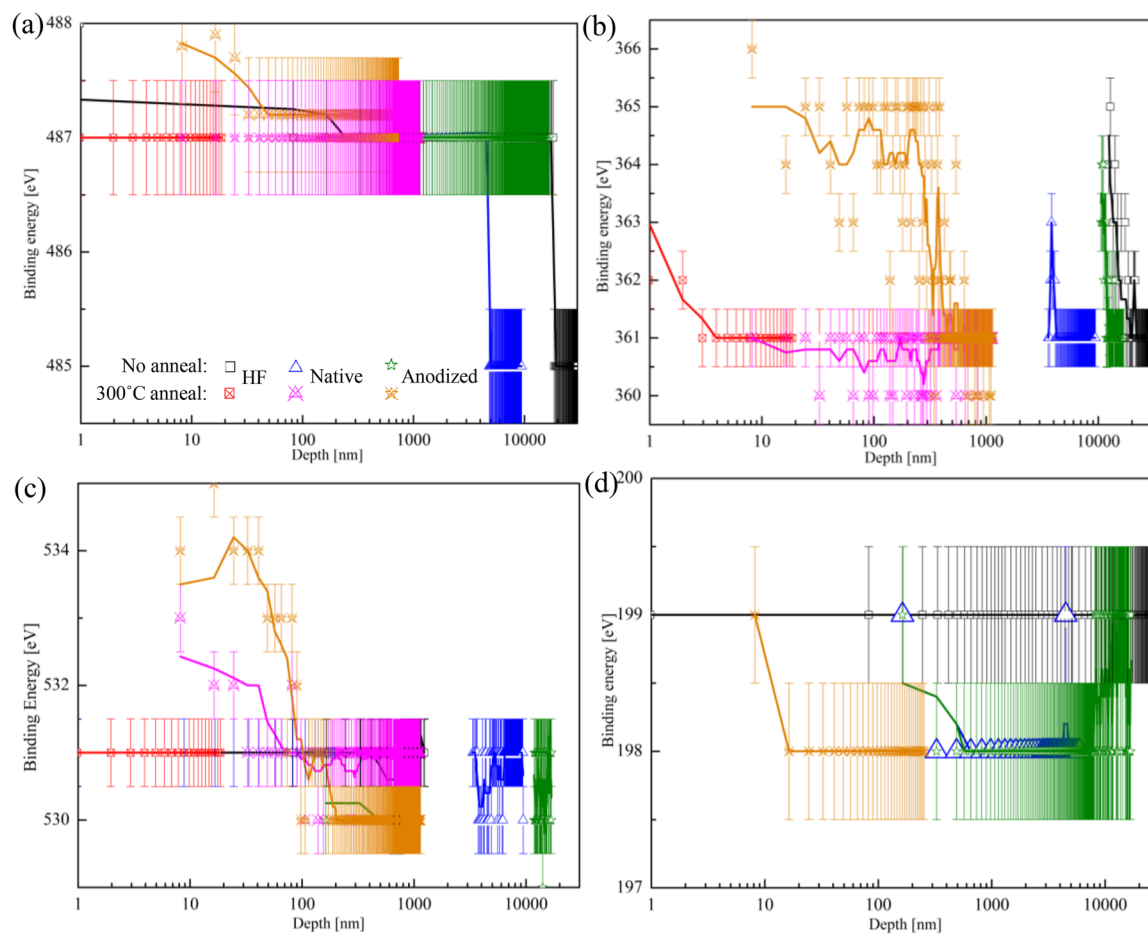 (a)
488
487
486
485
Binding energy [eV]
No anneal: HF Native Anodized
300˚C anneal:
1 10 100 1000 10000
Depth [nm]
(b)
366
365
364
363
362
361
360
Binding energy [eV]
1 10 100 1000 10000
Depth [nm]
(c)
534
532
530
Binding Energy [eV]
1 10 100 1000 10000
Depth [nm]
(d)
200
199
198
197
Binding energy [eV]
1 10 100 1000 10000
Depth [nm]